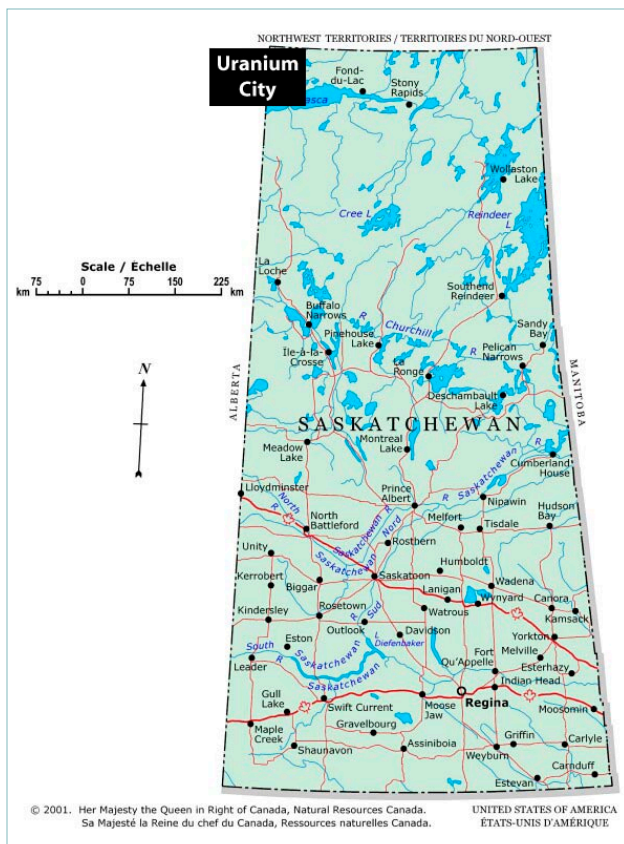 NORTHWEST TERRITORIES / TERRITOIRES DU NORD-OUEST
Uranium
City
Fond-
du-Lac
Stony
Rapids
asca
Wollaston
Lake
Cree L
Reindeer
L
La
Loche
Scale / Échelle
75 0 75 150 225
km km
Southend
Reindeer
Buffalo
Narrows
R Churchill
Pinehouse
Lake
Sandy
Bay
R
Pelican
Narrows
Île-à-la-
Crosse
La
Ronge
N
ALBERTA
MANITOBA
Deschambault
Lake
SASKATCHEWAN
Meadow
Lake
Montreal
Lake
R
Saskatchewan
Cumberland
House
Lloydminster
Prince
Albert
R
Nipawin
North
R
North
Battleford
Saskatchewan R
Saskatchewan Nord
Melfort
Tisdale
Hudson
Bay
Rosthern
Unity
Humboldt
Kerrobert
Biggar
Saskatoon
Wadena
Lanigan
Wynyard
Canora
Kamsack
Kindersley
Rosetown
R Sud
Watrous
Outlook
Davidson
Yorkton
Eston
L
Diefenbaker
Melville
South
R
Saskatchewan
Saskatchewan
Fort
Qu'Appelle
Esterhazy
Leader
Indian Head
Gull
Lake
Swift Current
Moose
Jaw
Regina
Moosomin
Maple
Creek
Gravelbourg
Griffin
Carlyle
Shaunavon
Assiniboia
Weyburn
Carnduff
Estevan
© 2001. Her Majesty the Queen in Right of Canada, Natural Resources Canada.
Sa Majesté la Reine du chef du Canada, Ressources naturelles Canada.
UNITED STATES OF AMERICA
ÉTATS-UNIS D'AMÉRIQUE